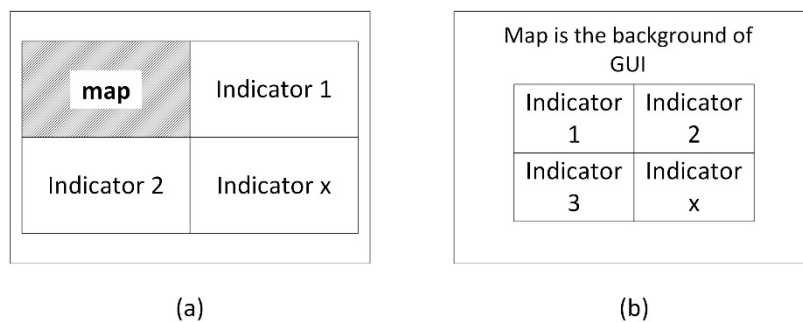 map
Indicator 1
Indicator 2
Indicator x
(a)
Map is the background of
GUI
Indicator
1
Indicator
2
Indicator
3
Indicator
x
(b)